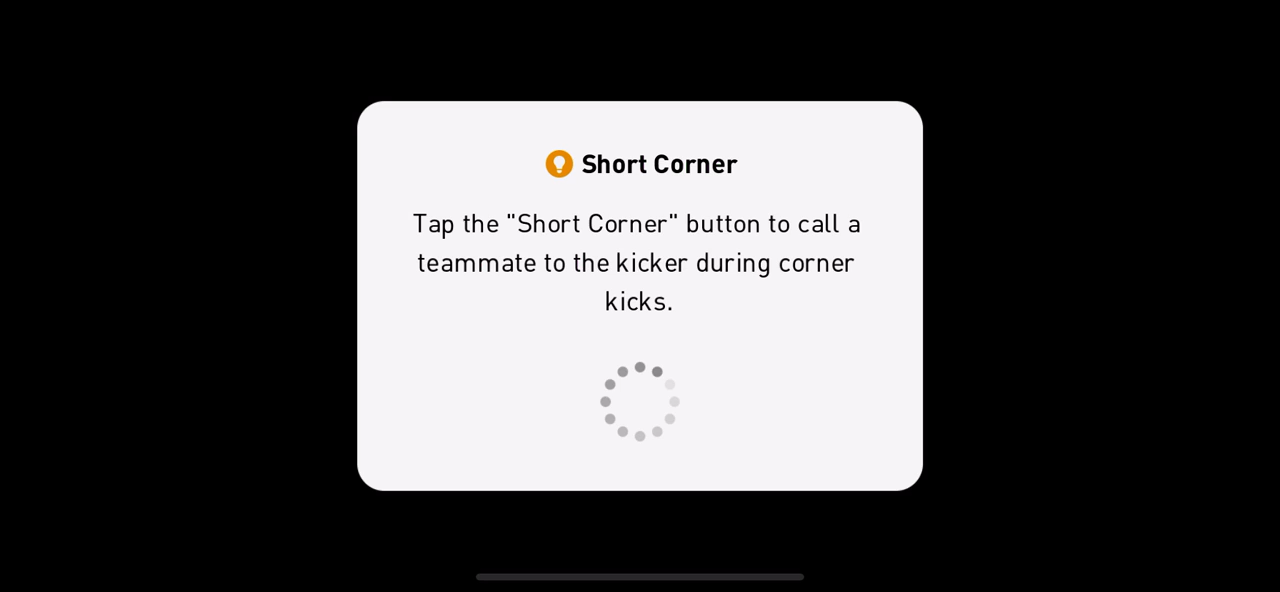 Short Corner
Tap the "Short Corner" button to call a
teammate to the kicker during corner
kicks.